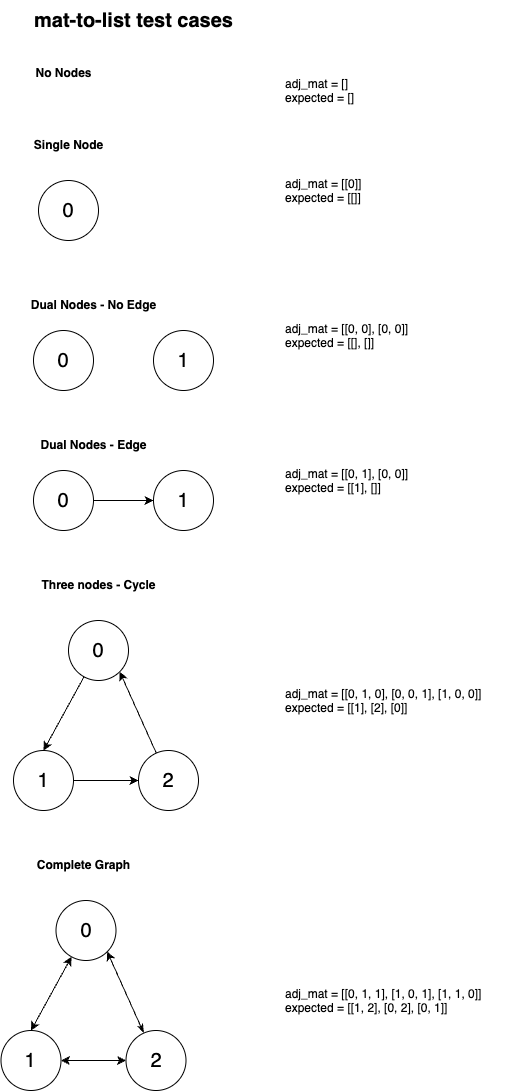 mat-to-list test cases
No Nodes
adj_mat = []
expected = []
Single Node
0
adj_mat = [[0]]
expected = [[]]
Dual Nodes - No Edge
0
1
adj_mat = [[0, 0], [0, 0]]
expected = [[], []]
Dual Nodes - Edge
0
1
adj_mat = [[0, 1], [0, 0]]
expected = [[1], []]
Three nodes - Cycle
0
1
2
adj_mat = [[0, 1, 0], [0, 0, 1], [1, 0, 0]]
expected = [[1], [2], [0]]
Complete Graph
0
1
2
adj_mat = [[0, 1, 1], [1, 0, 1], [1, 1, 0]]
expected = [[1, 2], [0, 2], [0, 1]]